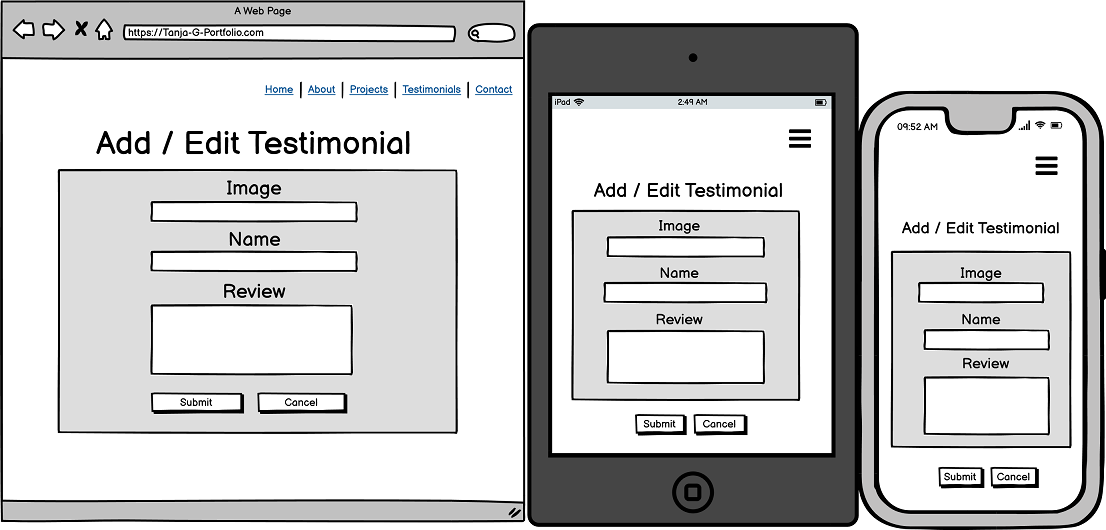 A Web Page
https://Tanja-G-Portfolio.com
Home | About | Projects | Testimonials | Contact
Add / Edit Testimonial
Image
Name
Review
Submit Cancel
iPad 2:49 AM
Add / Edit Testimonial
Image
Name
Review
Submit Cancel
09:52 AM
Add / Edit Testimonial
Image
Name
Review
Submit Cancel